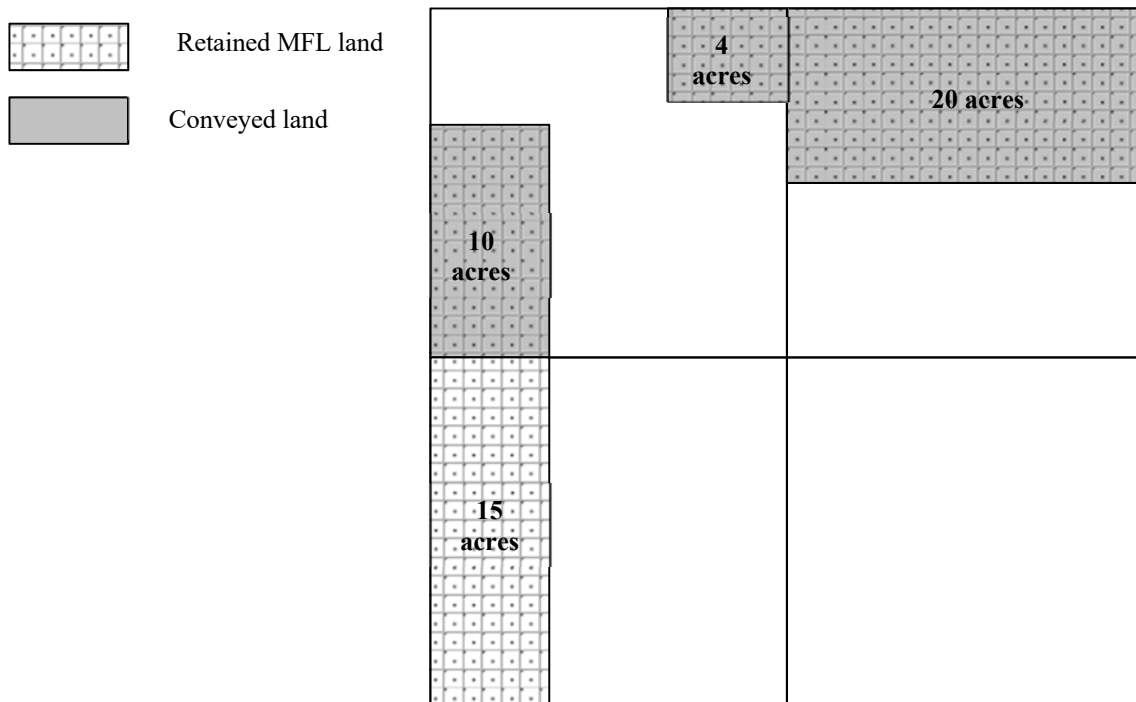 Retained MFL land
Conveyed land
4
acres
20 acres
10
acres
15
acres